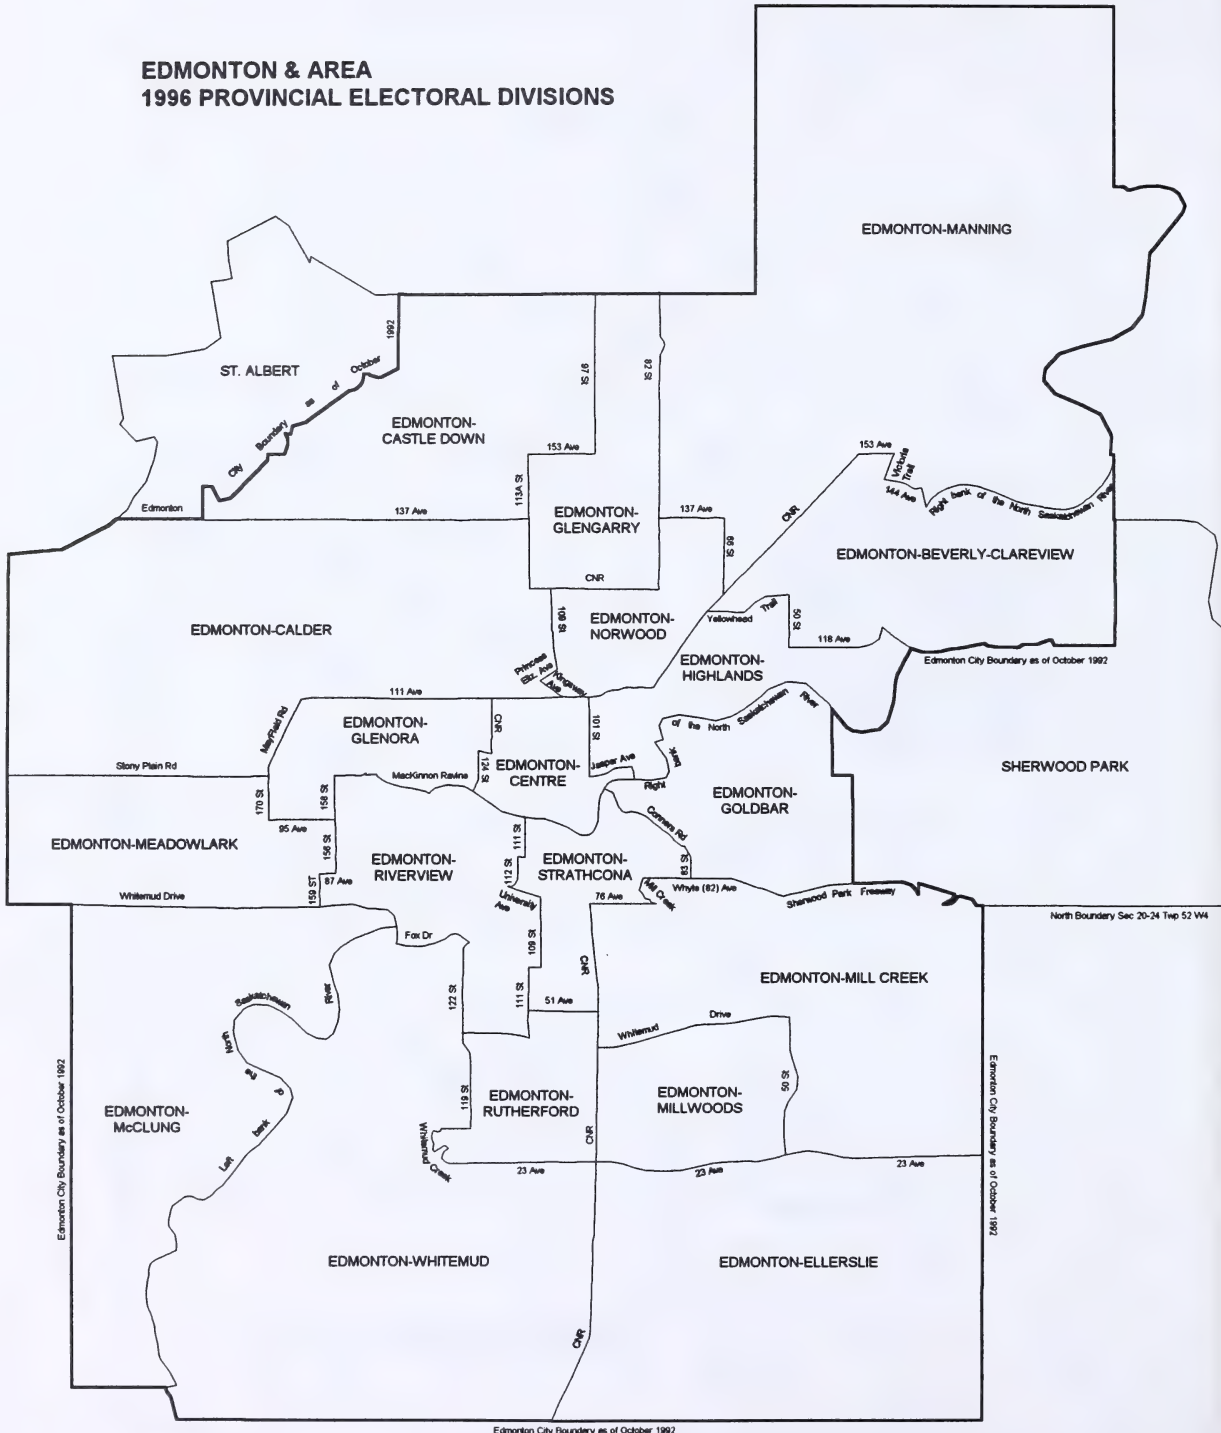 EDMONTON & AREA
1996 PROVINCIAL ELECTORAL DIVISIONS
EDMONTON-MANNING
1992
ST. ALBERT
City Boundary as of October
97 St
82 St
EDMONTON-
CASTLE DOWN
153 Ave
153 Ave
Victoria
Trail
113A St
144 Ave
Right bank of the North Saskatchewan River
Edmonton
137 Ave
EDMONTON-
GLENGARRY
137 Ave
CNR
66 St
EDMONTON-BEVERLY-CLAREVIEW
CNR
109 St
EDMONTON-
NORWOOD
Yellowhead Trail
50 St
EDMONTON-CALDER
118 Ave
Princess
Eliz. Ave
Kingsway
Ave
EDMONTON-
HIGHLANDS
Edmonton City Boundary as of October 1992
111 Ave
Mayfield Rd
EDMONTON-
GLENORA
CNR
101 St
of the North Saskatchewan River
bank
Right
Jasper Ave
Stony Plain Rd
MacKinnon Ravine
124 St
EDMONTON-
CENTRE
SHERWOOD PARK
170 St
158 St
EDMONTON-
GOLDBAR
95 Ave
Conners Rd
EDMONTON-MEADOWLARK
156 St
EDMONTON-
RIVERVIEW
111 St
112 St
EDMONTON-
STRATHCONA
83 St
159 ST
87 Ave
University
Ave
76 Ave
Mill Creek
Whyte (82) Ave
Sherwood Park Freeway
Whitemud Drive
North Boundary Sec 20-24 Twp 52 W4
Fox Dr
109 St
CNR
EDMONTON-MILL CREEK
122 St
111 St
51 Ave
North Saskatchewan River
Left bank of the
Whitemud Drive
Edmonton City Boundary as of October 1992
EDMONTON-
McCLUNG
119 St
EDMONTON-
RUTHERFORD
EDMONTON-
MILLWOODS
50 St
Edmonton City Boundary as of October 1992
Whitemud
Creek
CNR
23 Ave
23 Ave
23 Ave
EDMONTON-WHITEMUD
EDMONTON-ELLERSLIE
CNR
Edmonton City Boundary as of October 1992